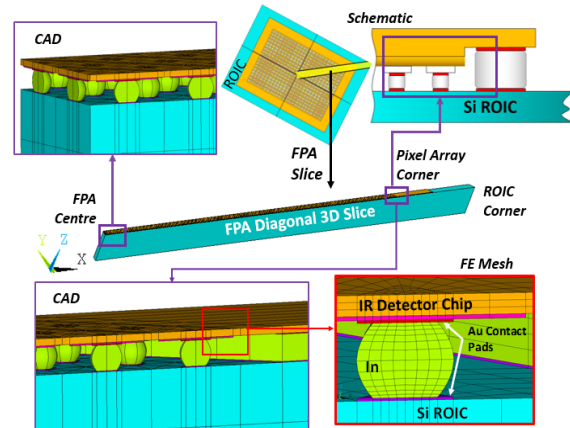 CAD
Schematic
ROIC
Si ROIC
FPA
Slice
Pixel Array
Corner
FPA
Centre
ROIC
Corner
FPA Diagonal 3D Slice
Y
Z
X
FE Mesh
CAD
IR Detector Chip
Au Contact
Pads
In
Si ROIC